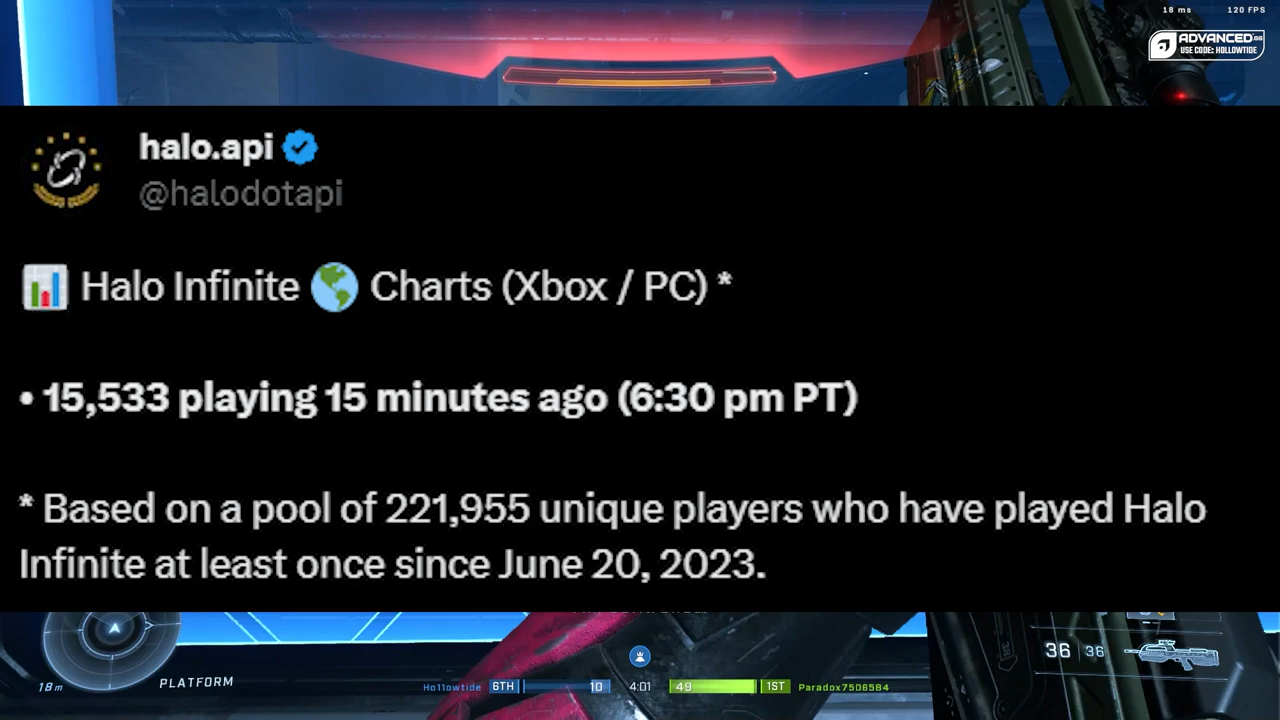 18 ms 120 FPS
ADVANCED.GG
USE CODE: HOLLOWTIDE
halo.api
@halodotapi
📊 Halo Infinite 🌎 Charts (Xbox / PC) *
• 15,533 playing 15 minutes ago (6:30 pm PT)
* Based on a pool of 221,955 unique players who have played Halo
Infinite at least once since June 20, 2023.
36 36
18m PLATFORM
Ho11owtide 6TH 10 4:01 49 1ST Paradox7506584